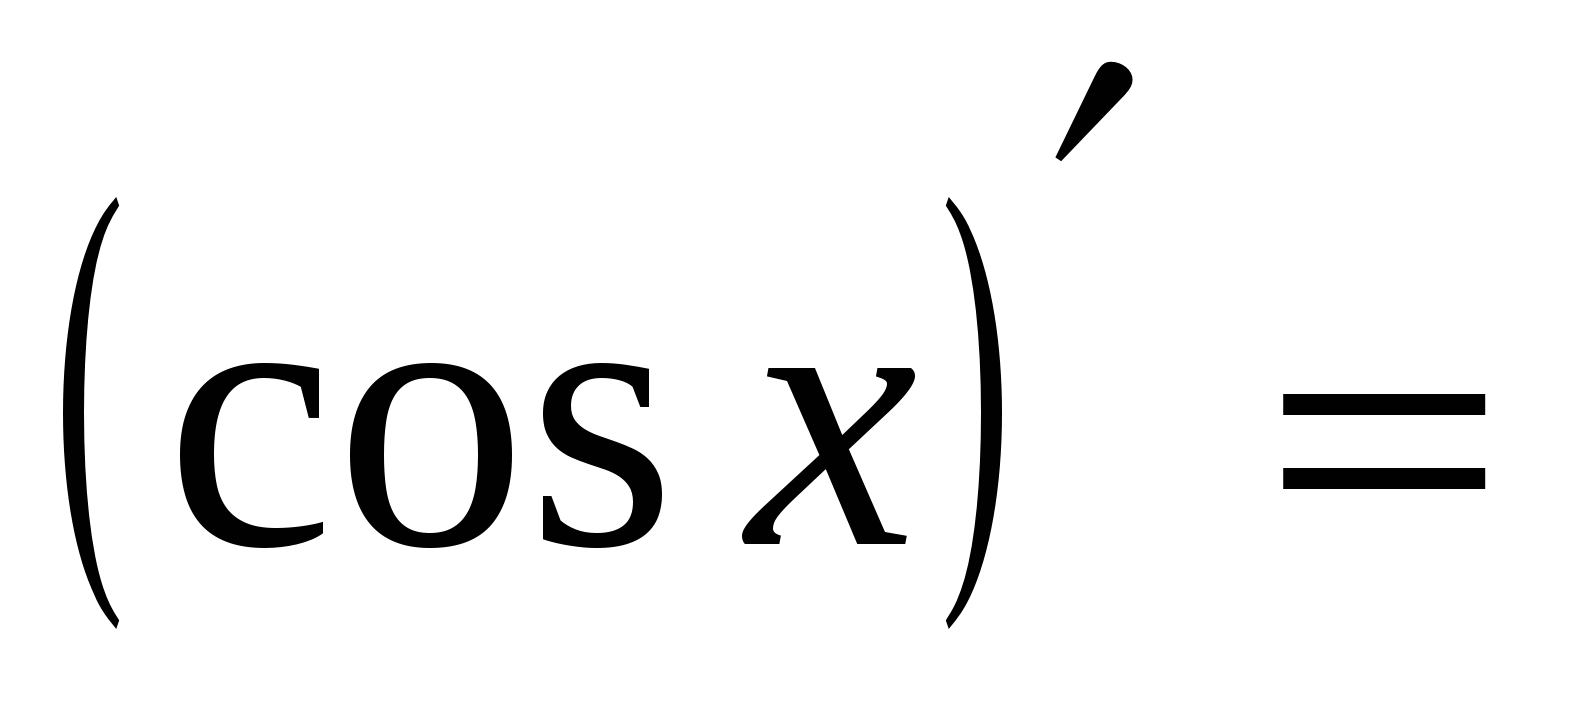 (cos x)′ =